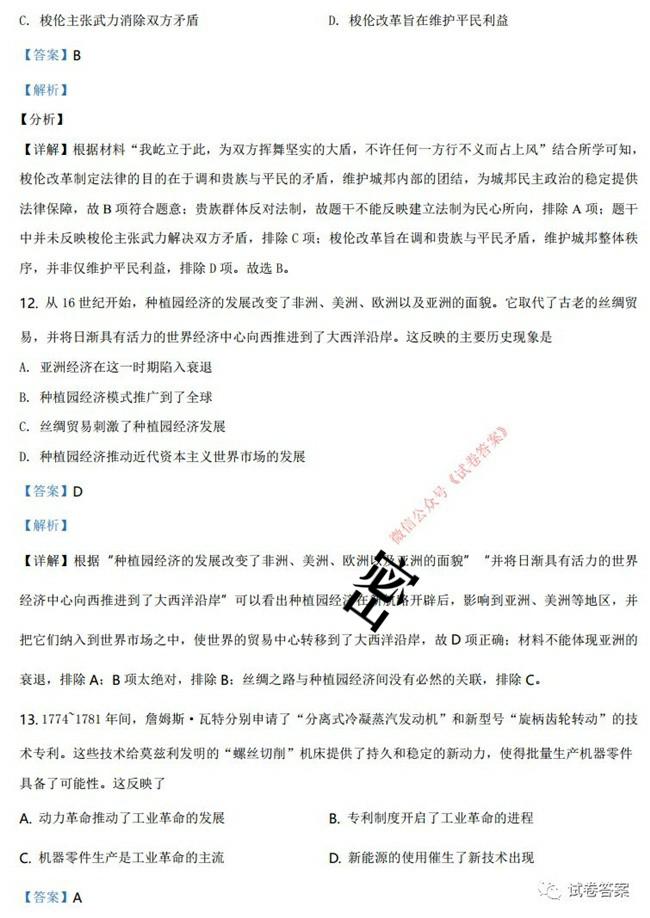 C. 梭伦主张武力消除双方矛盾 D. 梭伦改革旨在维护平民利益
【答案】B
【解析】
【分析】
【详解】根据材料“我屹立于此，为双方挥舞坚实的大盾，不许任何一方行不义而占上风”结合所学可知，
梭伦改革制定法律的目的在于调和贵族与平民的矛盾，维护城邦内部的团结，为城邦民主政治的稳定提供
法律保障，故 B 项符合题意；贵族群体反对法制，故题干不能反映建立法制为民心所向，排除 A 项；题干
中并未反映梭伦主张武力解决双方矛盾，排除 C 项；梭伦改革旨在调和贵族与平民矛盾，维护城邦整体秩
序，并非仅维护平民利益，排除 D 项。故选 B。
12. 从 16 世纪开始，种植园经济的发展改变了非洲、美洲、欧洲以及亚洲的面貌。它取代了古老的丝绸贸
易，并将日渐具有活力的世界经济中心向西推进到了大西洋沿岸。这反映的主要历史现象是
A. 亚洲经济在这一时期陷入衰退
B. 种植园经济模式推广到了全球
C. 丝绸贸易刺激了种植园经济发展
D. 种植园经济推动近代资本主义世界市场的发展
微信公众号《试卷答案》
【答案】D
【解析】
【详解】根据“种植园经济的发展改变了非洲、美洲、欧洲以及亚洲的面貌”“并将日渐具有活力的世界
密
经济中心向西推进到了大西洋沿岸”可以看出种植园经济在新航路开辟后，影响到亚洲、美洲等地区，并
把它们纳入到世界市场之中，使世界的贸易中心转移到了大西洋沿岸，故 D 项正确；材料不能体现亚洲的
衰退，排除 A；B 项太绝对，排除 B；丝绸之路与种植园经济间没有必然的关联，排除 C。
13. 1774~1781 年间，詹姆斯·瓦特分别申请了“分离式冷凝蒸汽发动机”和新型号“旋柄齿轮转动”的技
术专利。这些技术给莫兹利发明的“螺丝切削”机床提供了持久和稳定的新动力，使得批量生产机器零件
具备了可能性。这反映了
A. 动力革命推动了工业革命的发展 B. 专利制度开启了工业革命的进程
C. 机器零件生产是工业革命的主流 D. 新能源的使用催生了新技术出现
【答案】A
试卷答案